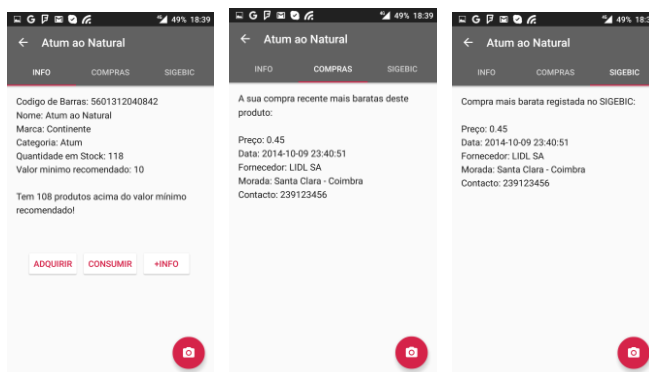 49% 18:39
Atum ao Natural
INFO COMPRAS SIGEBIC
Codigo de Barras: 5601312040842
Nome: Atum ao Natural
Marca: Continente
Categoria: Atum
Quantidade em Stock: 118
Valor minimo recomendado: 10
Tem 108 produtos acima do valor mínimo
recomendado!
ADQUIRIR CONSUMIR +INFO
49% 18:39
Atum ao Natural
INFO COMPRAS SIGEBIC
A sua compra recente mais baratas deste
produto:
Preço: 0.45
Data: 2014-10-09 23:40:51
Fornecedor: LIDL SA
Morada: Santa Clara - Coimbra
Contacto: 239123456
49% 18:3
Atum ao Natural
INFO COMPRAS SIGEBIC
Compra mais barata registada no SIGEBIC:
Preço: 0.45
Data: 2014-10-09 23:40:51
Fornecedor: LIDL SA
Morada: Santa Clara - Coimbra
Contacto: 239123456